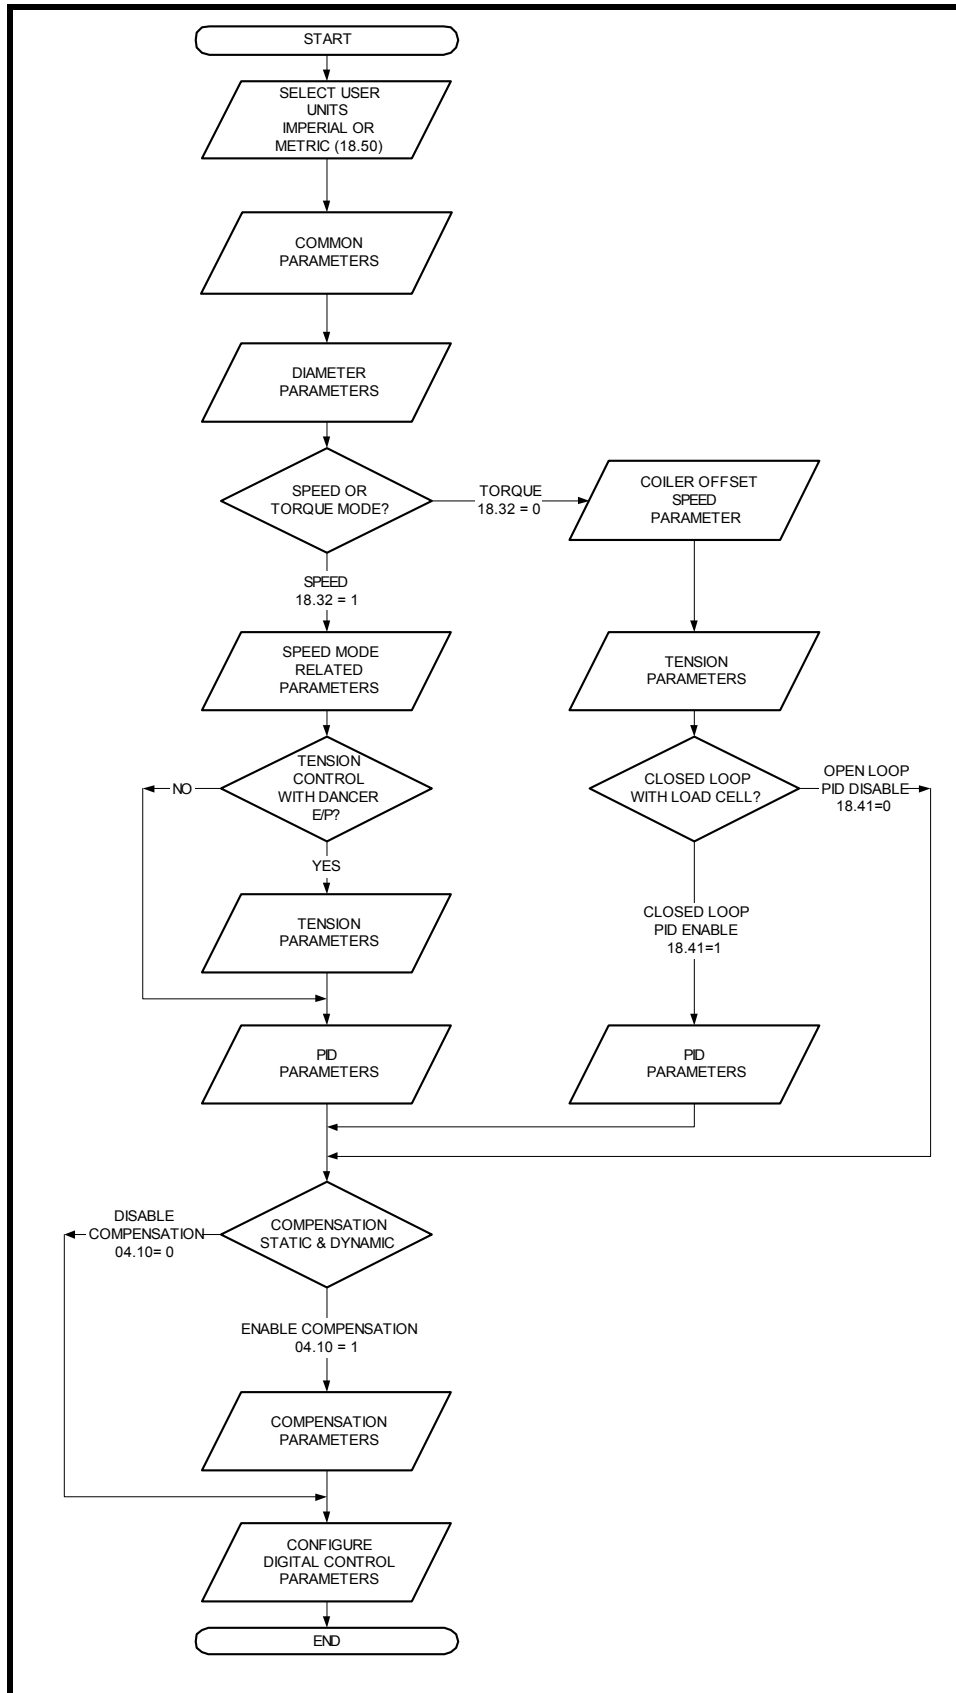 START
SELECT USER
UNITS
IMPERIAL OR
METRIC (18.50)
COMMON
PARAMETERS
DIAMETER
PARAMETERS
SPEED OR
TORQUE MODE?
TORQUE
18.32 = 0
COILER OFFSET
SPEED
PARAMETER
SPEED
18.32 = 1
SPEED MODE
RELATED
PARAMETERS
TENSION
PARAMETERS
TENSION
CONTROL
WITH DANCER
E/P?
NO
CLOSED LOOP
WITH LOAD CELL?
OPEN LOOP
PID DISABLE
18.41=0
YES
TENSION
PARAMETERS
CLOSED LOOP
PID ENABLE
18.41=1
PID
PARAMETERS
PID
PARAMETERS
DISABLE
COMPENSATION
04.10= 0
COMPENSATION
STATIC & DYNAMIC
ENABLE COMPENSATION
04.10 = 1
COMPENSATION
PARAMETERS
CONFIGURE
DIGITAL CONTROL
PARAMETERS
END